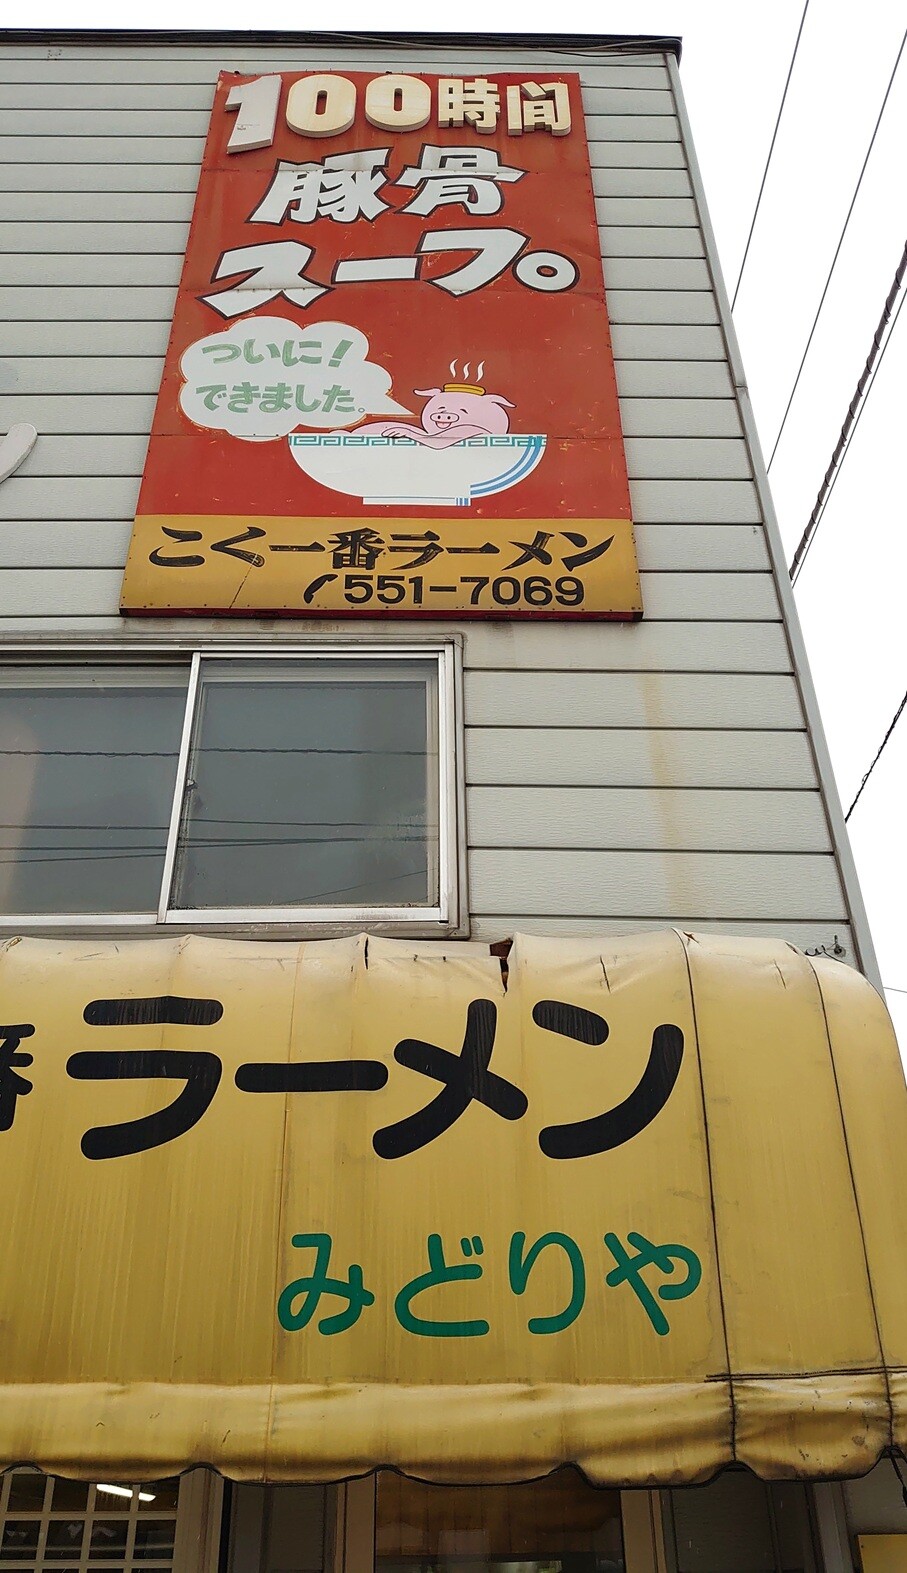 100時間
豚骨
スープ。
ついに!
できました。
こく一番ラーメン
551-7069
番ラーメン
みどりや